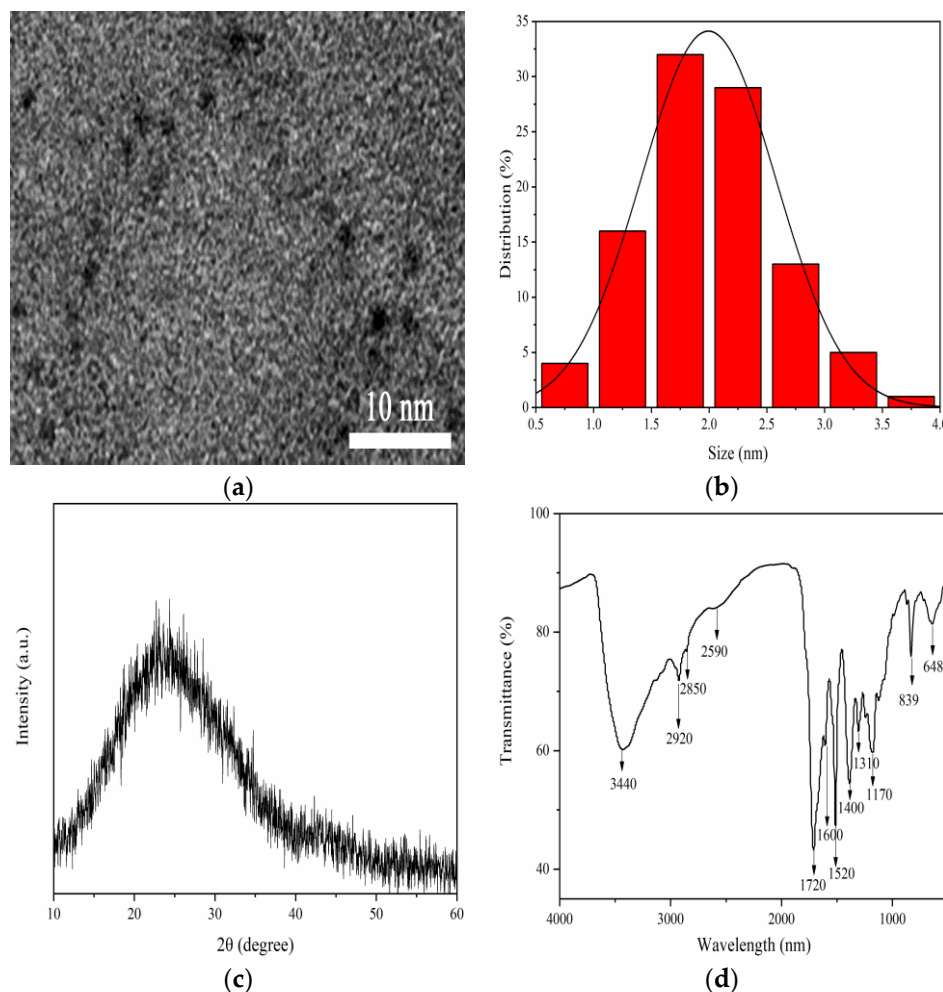 10 nm
(a)
35
30
25
20
15
10
5
0
Distribution (%)
0.5 1.0 1.5 2.0 2.5 3.0 3.5 4.0
Size (nm)
(b)
Intensity (a.u.)
10 20 30 40 50 60
2θ (degree)
(c)
100
80
60
40
Transmittance (%)
3440
2920
2850
2590
1720
1600
1520
1400
1310
1170
839
648
4000 3000 2000 1000
Wavelength (nm)
(d)